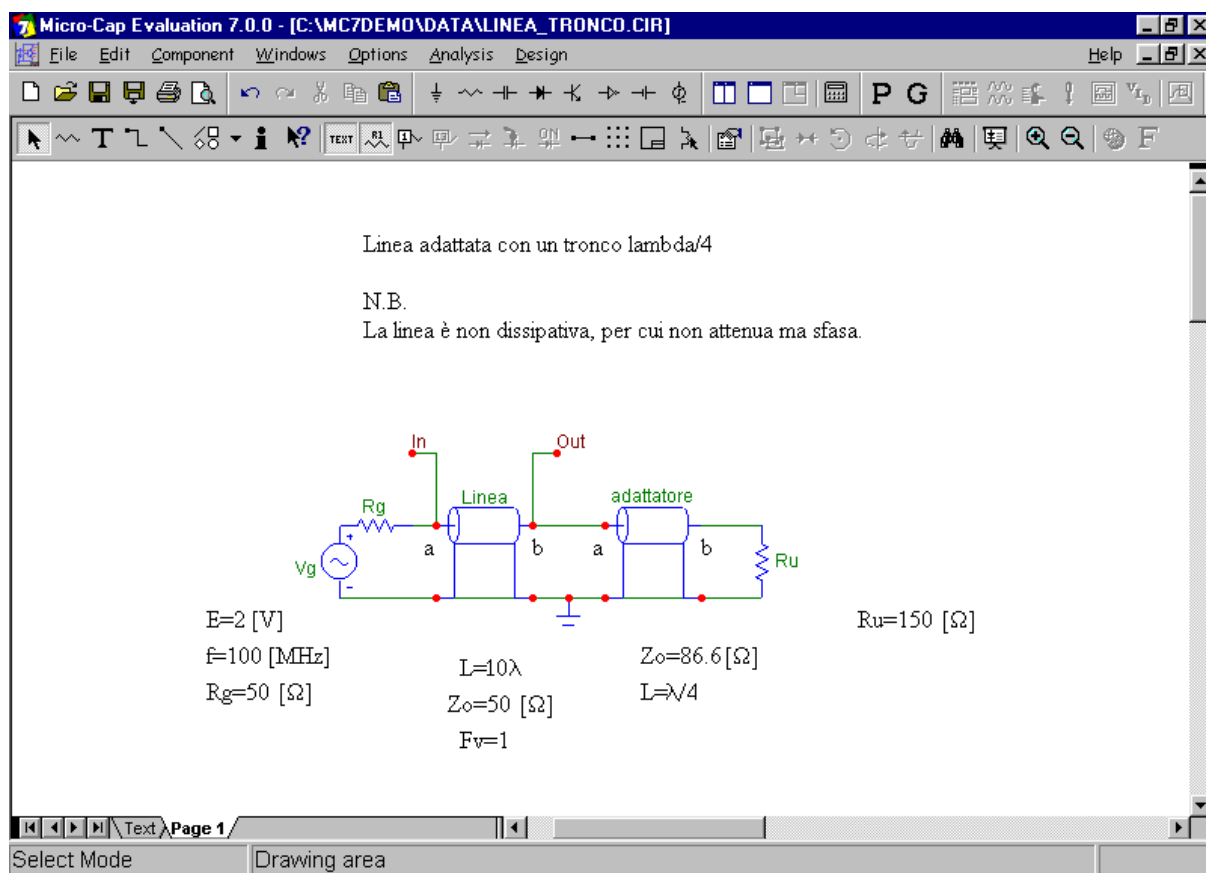 Micro-Cap Evaluation 7.0.0 - [C:\MC7DEMO\DATA\LINEA_TRONCO.CIR]
File Edit Component Windows Options Analysis Design Help
P G
T TEXT R1 F
Linea adattata con un tronco lambda/4
N.B.
La linea è non dissipativa, per cui non attenua ma sfasa.
In Out
Rg Linea adattatore
a b a b
Vg + - Ru
E=2 [V] Ru=150 [Ω]
f=100 [MHz] L=10λ Zo=86.6[Ω]
Rg=50 [Ω] Zo=50 [Ω] L=λ/4
Fv=1
Text Page 1
Select Mode Drawing area